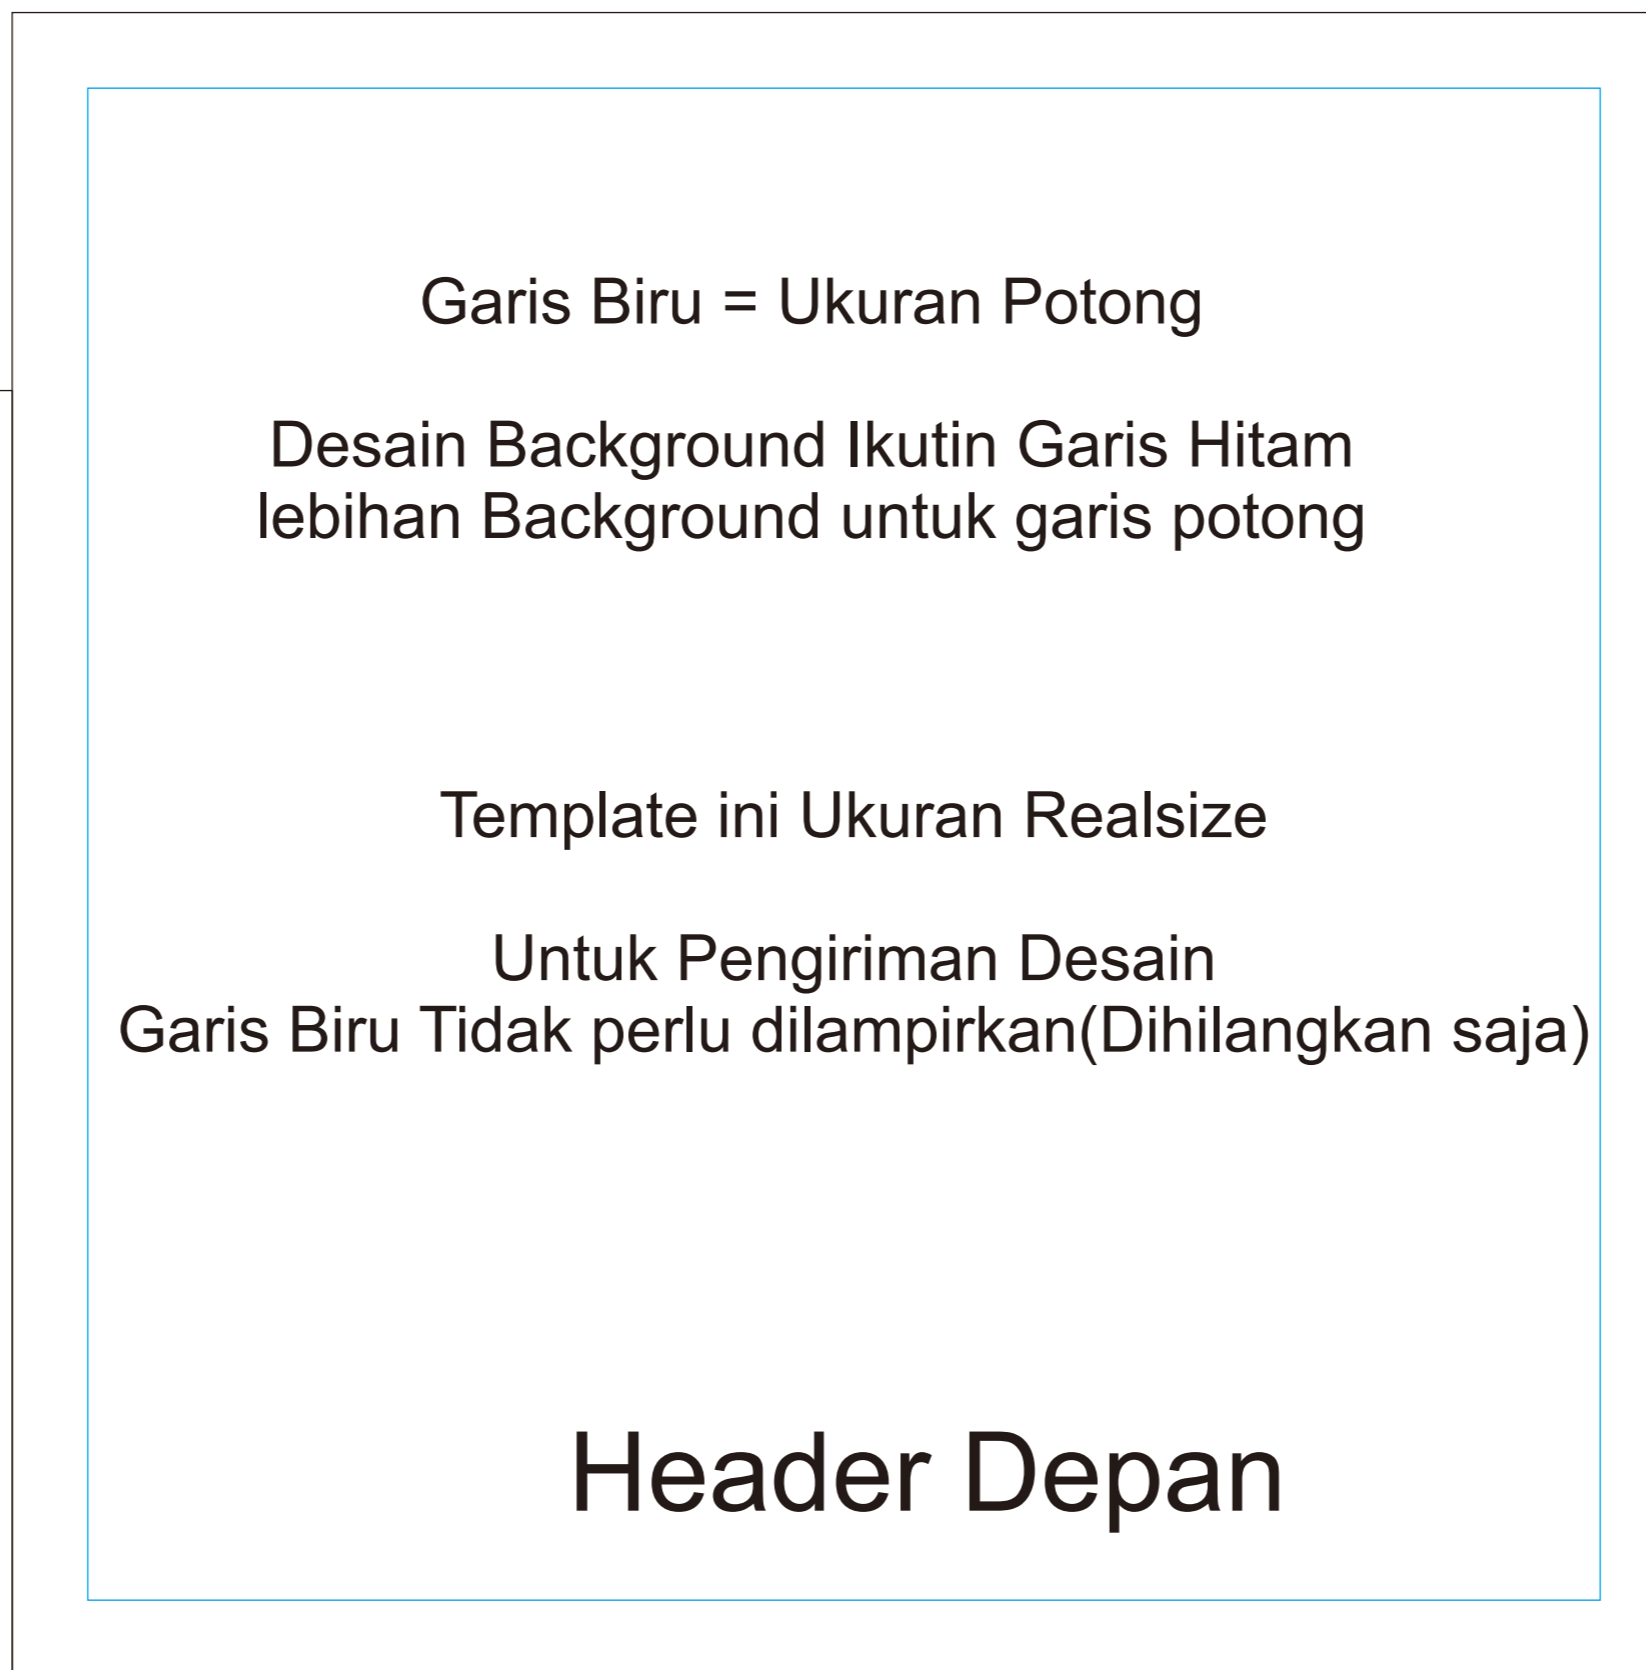 Garis Biru = Ukuran Potong
Desain Background Ikutin Garis Hitam
lebihan Background untuk garis potong
Template ini Ukuran Realsize
Untuk Pengiriman Desain
Garis Biru Tidak perlu dilampirkan(Dihilangkan saja)
Header Depan